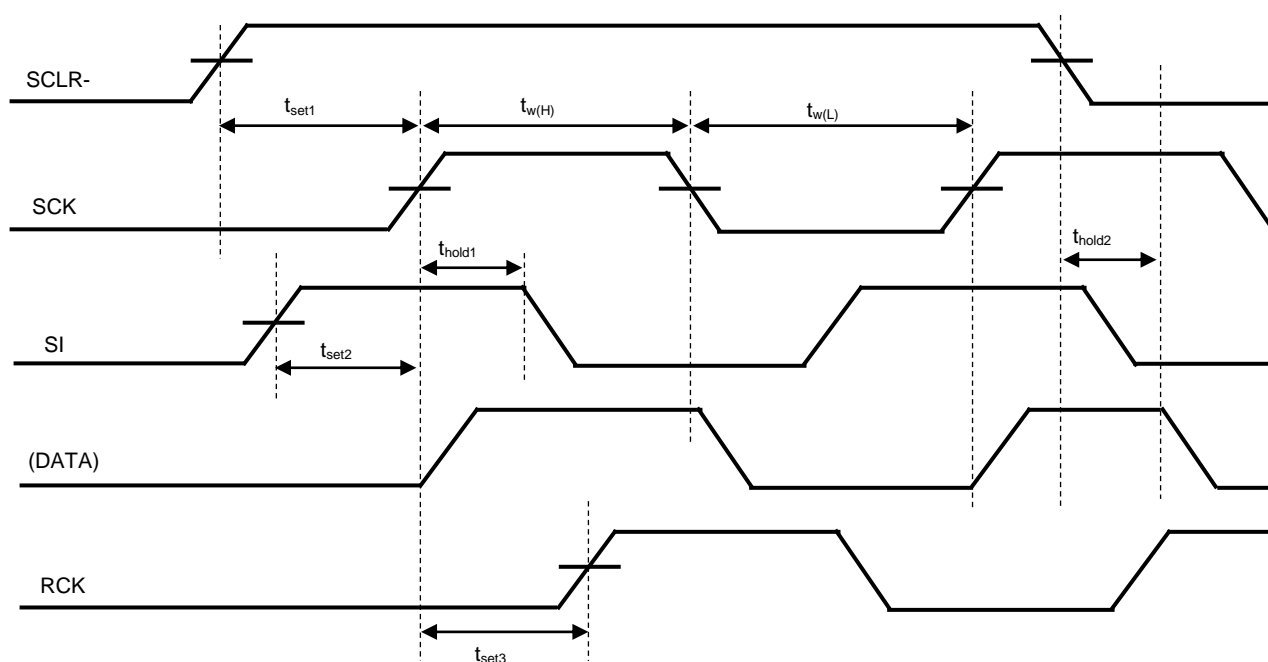 SCLR-
tset1
tw(H)
tw(L)
SCK
thold1
thold2
SI
tset2
(DATA)
RCK
tset3